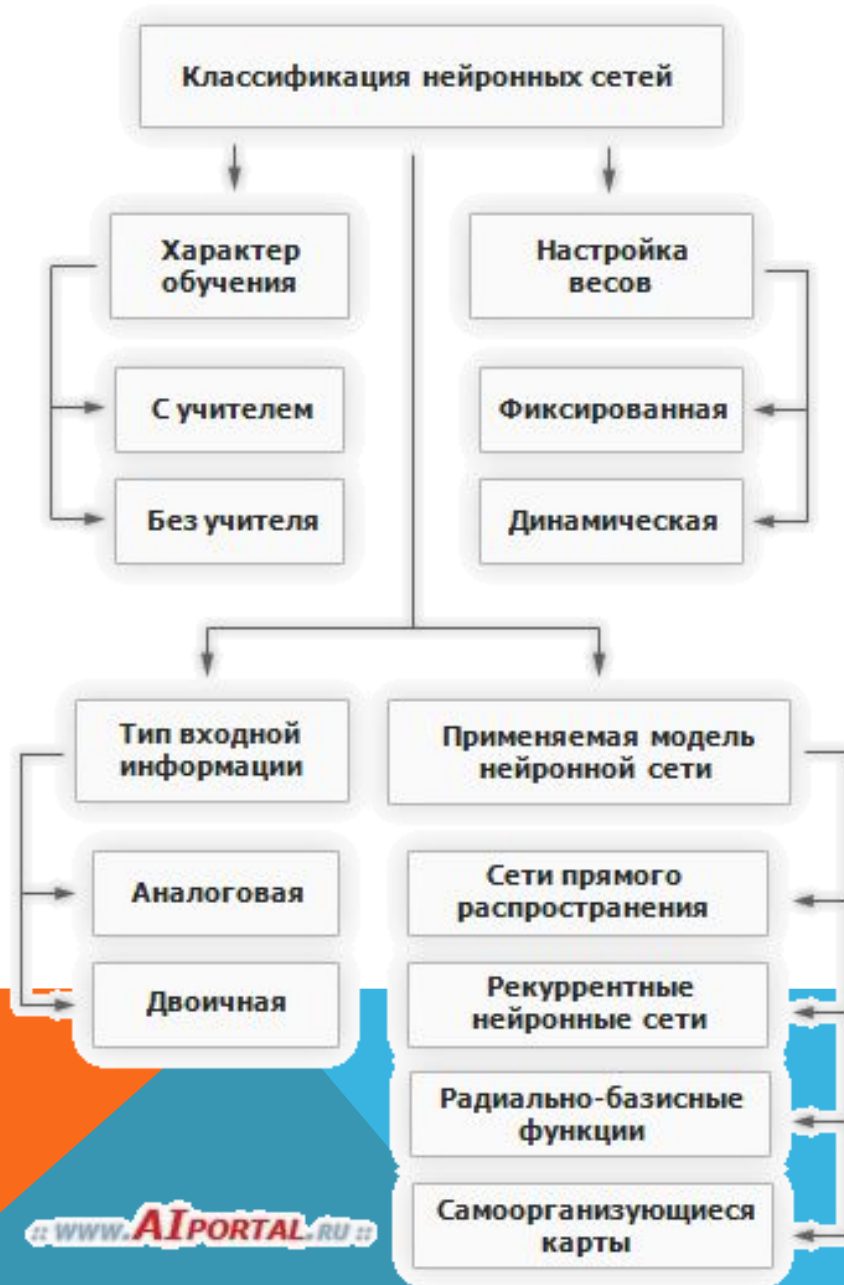 Классификация нейронных сетей
Характер
обучения
С учителем
Без учителя
Настройка
весов
Фиксированная
Динамическая
Тип входной
информации
Аналоговая
Двоичная
Применяемая модель
нейронной сети
Сети прямого
распространения
Рекуррентные
нейронные сети
Радиально-базисные
функции
Самоорганизующиеся
карты
:: WWW.AIPORTAL.RU ::